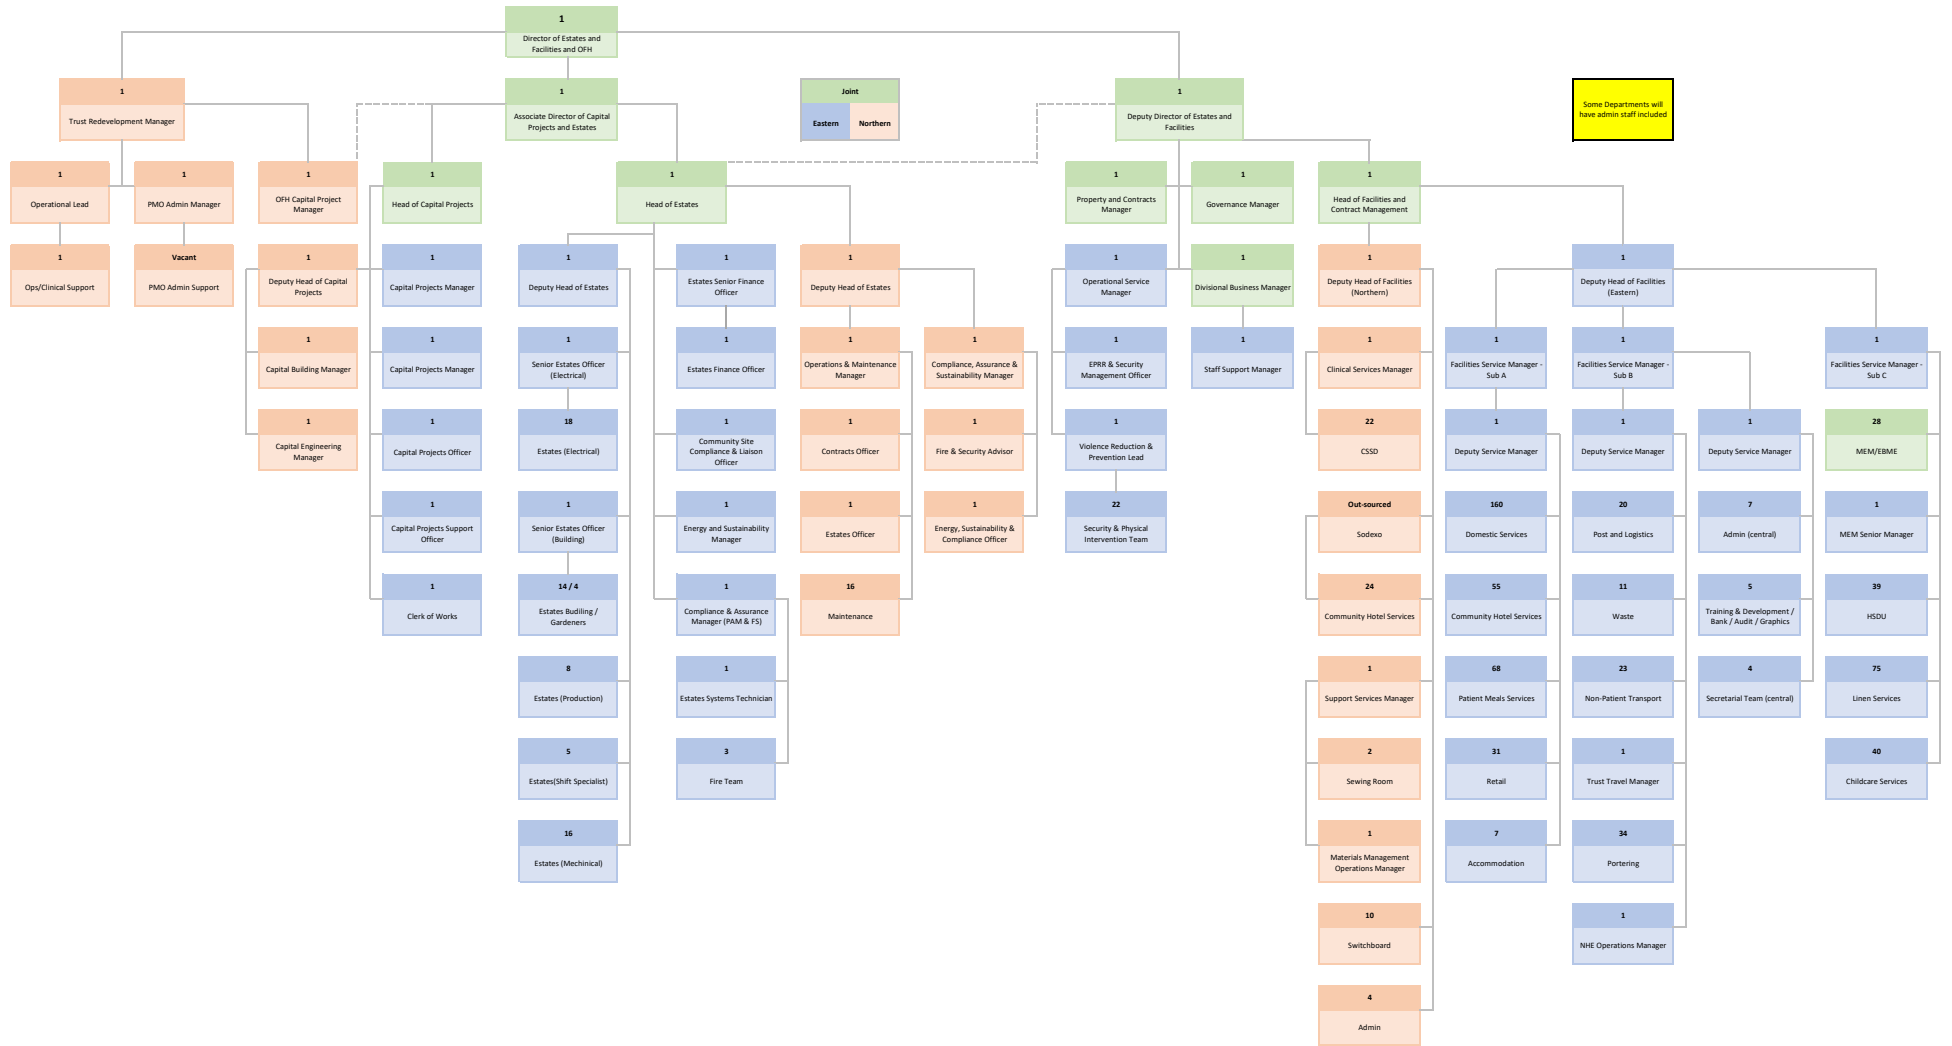 1
Director of Estates and
Facilities and OFH
1
Trust Redevelopment Manager
1
Associate Director of Capital
Projects and Estates
Joint
Eastern
Northern
1
Deputy Director of Estates and
Facilities
Some Departments will
have admin staff included
1
Operational Lead
1
PMO Admin Manager
1
OFH Capital Project
Manager
1
Head of Capital Projects
1
Head of Estates
1
Property and Contracts
Manager
1
Governance Manager
1
Head of Facilities and
Contract Management
1
Ops/Clinical Support
Vacant
PMO Admin Support
1
Deputy Head of Capital
Projects
1
Capital Projects Manager
1
Deputy Head of Estates
1
Estates Senior Finance
Officer
1
Deputy Head of Estates
1
Operational Service
Manager
1
Divisional Business Manager
1
Deputy Head of Facilities
(Northern)
1
Deputy Head of Facilities
(Eastern)
1
Capital Building Manager
1
Capital Projects Manager
1
Senior Estates Officer
(Electrical)
1
Estates Finance Officer
1
Operations & Maintenance
Manager
1
Compliance, Assurance &
Sustainability Manager
1
EPRR & Security
Management Officer
1
Staff Support Manager
1
Clinical Services Manager
1
Facilities Service Manager -
Sub A
1
Facilities Service Manager -
Sub B
1
Facilities Service Manager -
Sub C
1
Capital Engineering
Manager
1
Capital Projects Officer
18
Estates (Electrical)
1
Community Site
Compliance & Liaison
Officer
1
Contracts Officer
1
Fire & Security Advisor
1
Violence Reduction &
Prevention Lead
22
CSSD
1
Deputy Service Manager
1
Deputy Service Manager
1
Deputy Service Manager
28
MEM/EBME
1
Capital Projects Support
Officer
1
Senior Estates Officer
(Building)
1
Energy and Sustainability
Manager
1
Estates Officer
1
Energy, Sustainability &
Compliance Officer
22
Security & Physical
Intervention Team
Out-sourced
Sodexo
160
Domestic Services
20
Post and Logistics
7
Admin (central)
1
MEM Senior Manager
1
Clerk of Works
14 / 4
Estates Budiling /
Gardeners
1
Compliance & Assurance
Manager (PAM & FS)
16
Maintenance
24
Community Hotel Services
55
Community Hotel Services
11
Waste
5
Training & Development /
Bank / Audit / Graphics
39
HSDU
8
Estates (Production)
1
Estates Systems Technician
1
Support Services Manager
68
Patient Meals Services
23
Non-Patient Transport
4
Secretarial Team (central)
75
Linen Services
5
Estates(Shift Specialist)
3
Fire Team
2
Sewing Room
31
Retail
1
Trust Travel Manager
40
Childcare Services
16
Estates (Mechinical)
1
Materials Management
Operations Manager
7
Accommodation
34
Portering
10
Switchboard
1
NHE Operations Manager
4
Admin